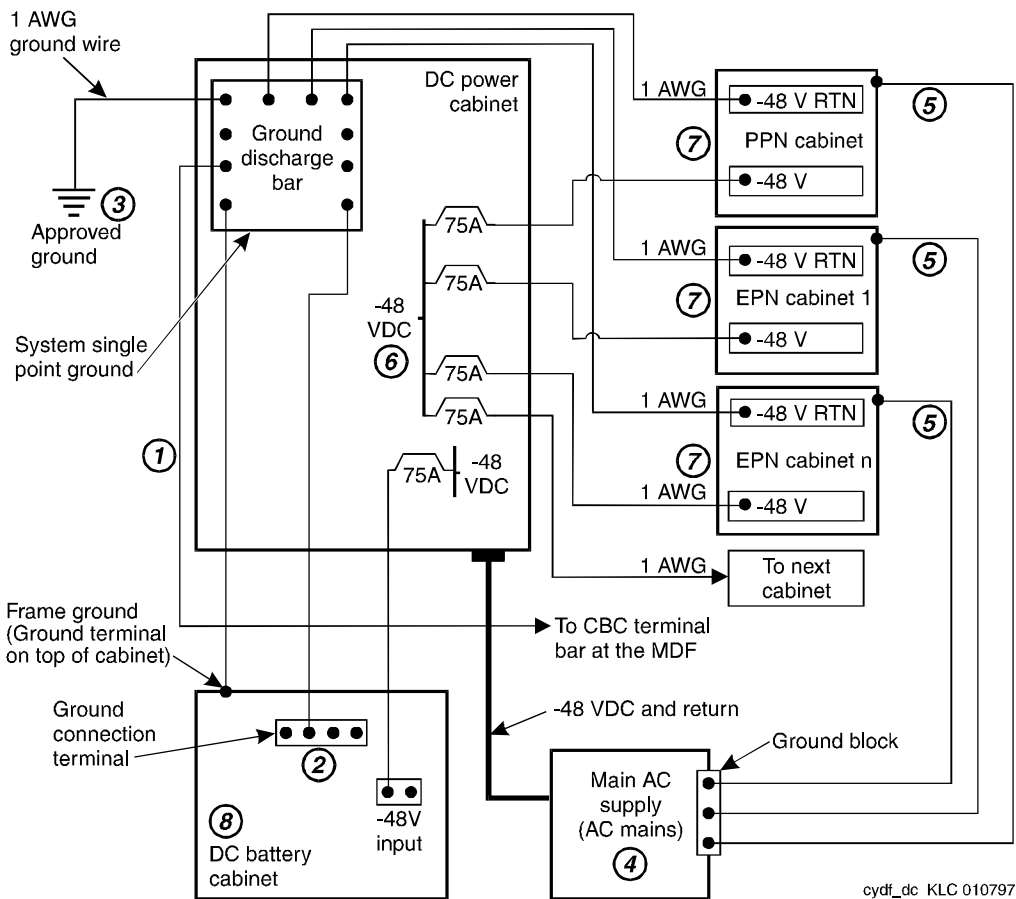 1 AWG
ground wire
DC power
cabinet
Ground
discharge
bar
3
Approved
ground
System single
point ground
1
-48
VDC
6
75A
75A
75A
75A
75A
-48
VDC
1 AWG
-48 V RTN
5
7
PPN cabinet
-48 V
1 AWG
-48 V RTN
5
7
EPN cabinet 1
-48 V
1 AWG
-48 V RTN
5
7
EPN cabinet n
1 AWG
-48 V
1 AWG
To next
cabinet
To CBC terminal
bar at the MDF
Frame ground
(Ground terminal
on top of cabinet)
Ground
connection
terminal
2
-48V
input
8
DC battery
cabinet
-48 VDC and return
Ground block
Main AC
supply
(AC mains)
4
cydf_dc KLC 010797